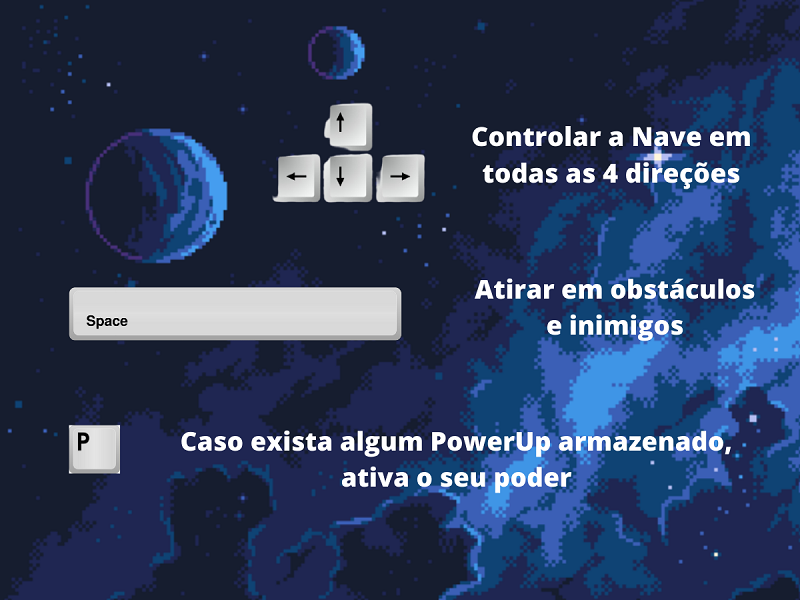 ↑
← ↓ →
Controlar a Nave em
todas as 4 direções
Space
Atirar em obstáculos
e inimigos
P
Caso exista algum PowerUp armazenado,
ativa o seu poder